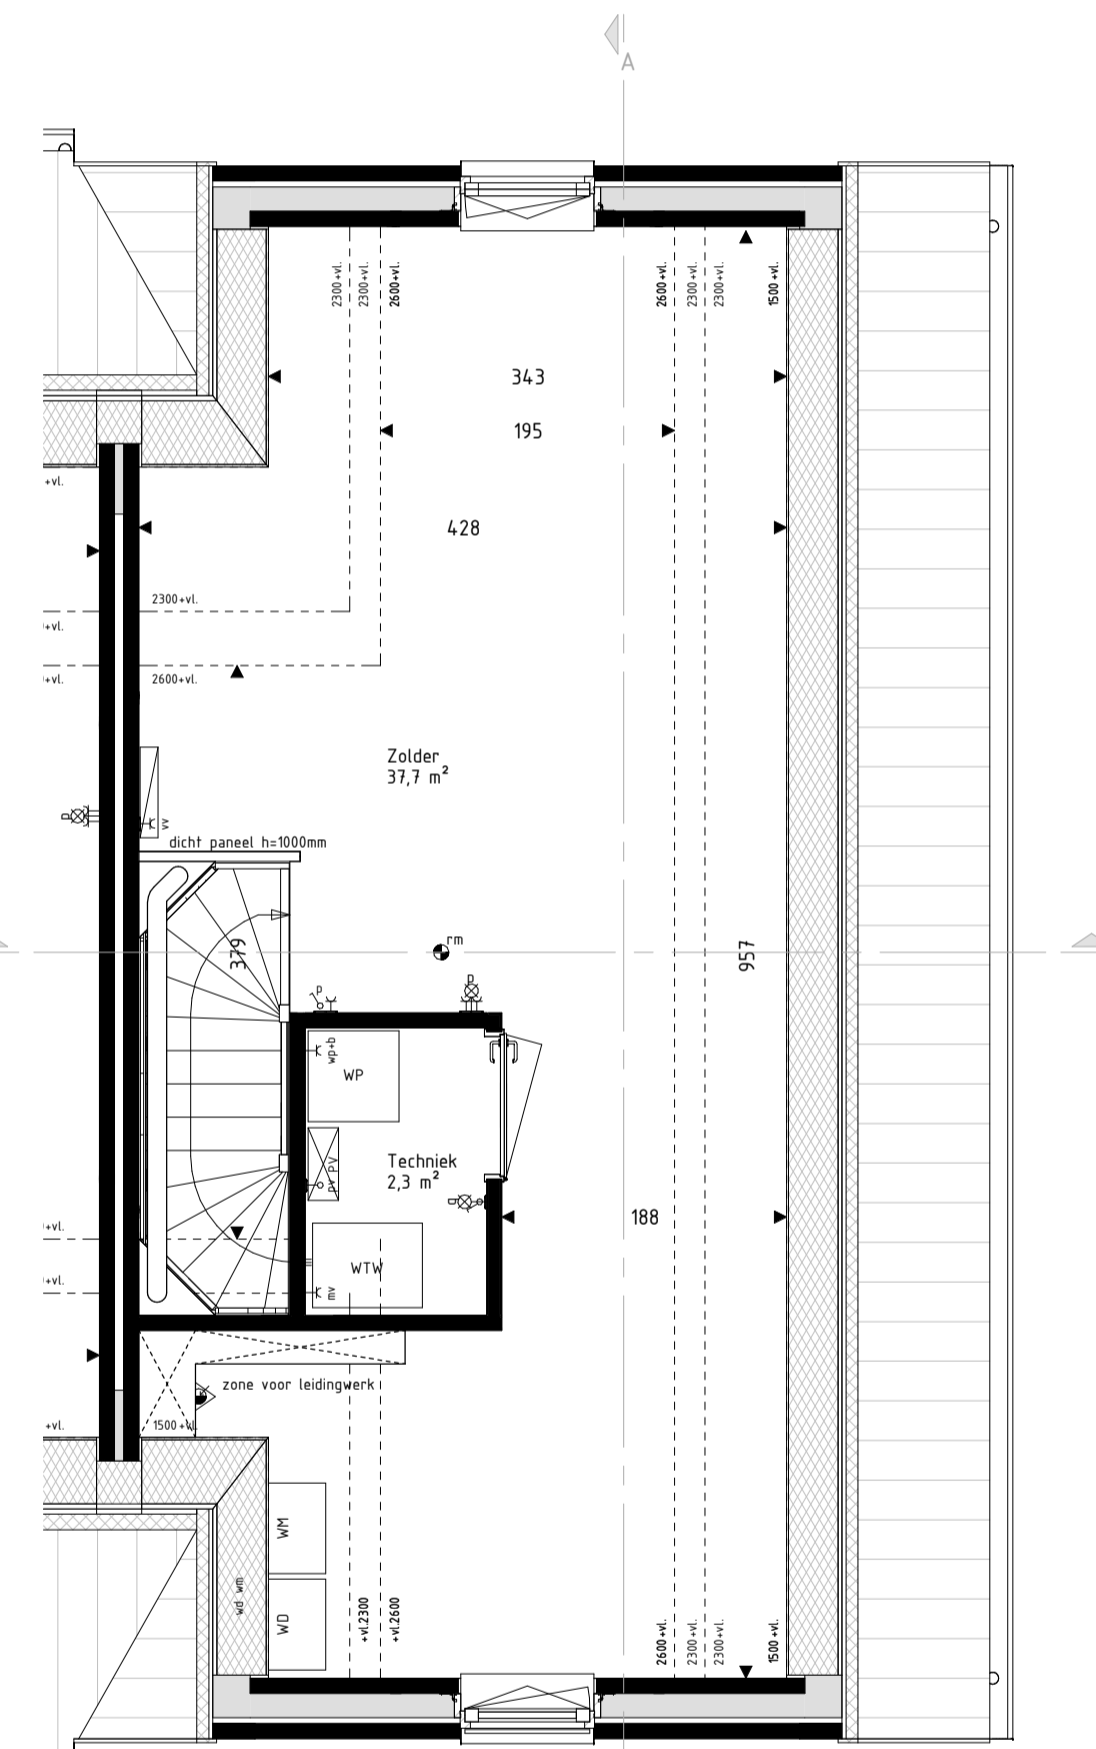 A
2300+vl.
2300+vl.
2600+vl.
2600+vl.
2300+vl.
2300+vl.
1500+vl.
343
195
428
+vl.
2300+vl.
+vl.
2600+vl.
+vl.
Zolder
37,7 m²
p
vv
dicht paneel h=1000mm
379
rm
957
p
p
wp+b
WP
PV
pv
Techniek
2,3 m²
188
+vl.
+vl.
WTW
mv
zone voor leidingwerk
+vl.
1500+vl.
WM
wd wm
WD
+vl.2300
+vl.2600
2600+vl.
2300+vl.
2300+vl.
1500+vl.